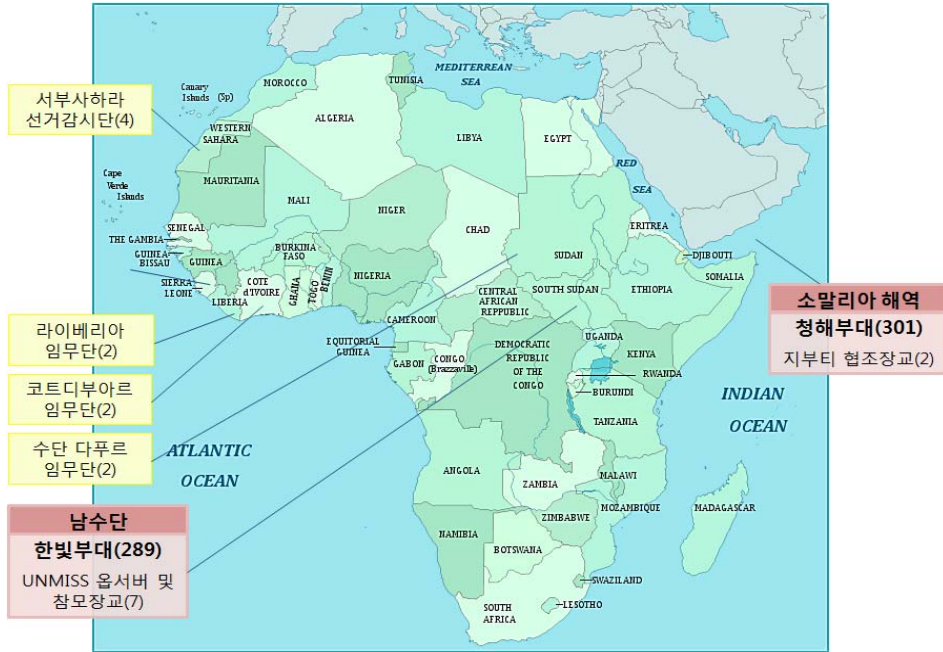 서부사하라
선거감시단(4)
라이베리아
임무단(2)
코트디부아르
임무단(2)
수단 다푸르
임무단(2)
남수단
한빛부대(289)
UNMISS 옵서버 및
참모장교(7)
소말리아 해역
청해부대(301)
지부티 협조장교(2)
MEDITERRANEAN
SEA
Canary
Islands (Sp)
MOROCCO
TUNISIA
ALGERIA
LIBYA
EGYPT
WESTERN
SAHARA
RED
SEA
Cape
Verde
Islands
MAURITANIA
MALI
NIGER
CHAD
SUDAN
ERITREA
DJIBOUTI
SENEGAL
THE GAMBIA
GUINEA
BISSAU
GUINEA
BURKINA
FASO
BENIN
TOGO
GHANA
NIGERIA
SIERRA
LEONE
LIBERIA
COTE
d'IVOIRE
CAMEROON
CENTRAL
AFRICAN
REPPUBLIC
SOUTH SUDAN
ETHIOPIA
SOMALIA
EQUITORIAL
GUINEA
GABON
CONGO
(Brazzaville)
DEMOCRATIC
REPUBLIC
OF THE
CONGO
UGANDA
KENYA
RWANDA
BURUNDI
TANZANIA
INDIAN
OCEAN
ATLANTIC
OCEAN
ANGOLA
ZAMBIA
MALAWI
MOZAMBIQUE
MADAGASCAR
ZIMBABWE
NAMIBIA
BOTSWANA
SWAZILAND
LESOTHO
SOUTH
AFRICA